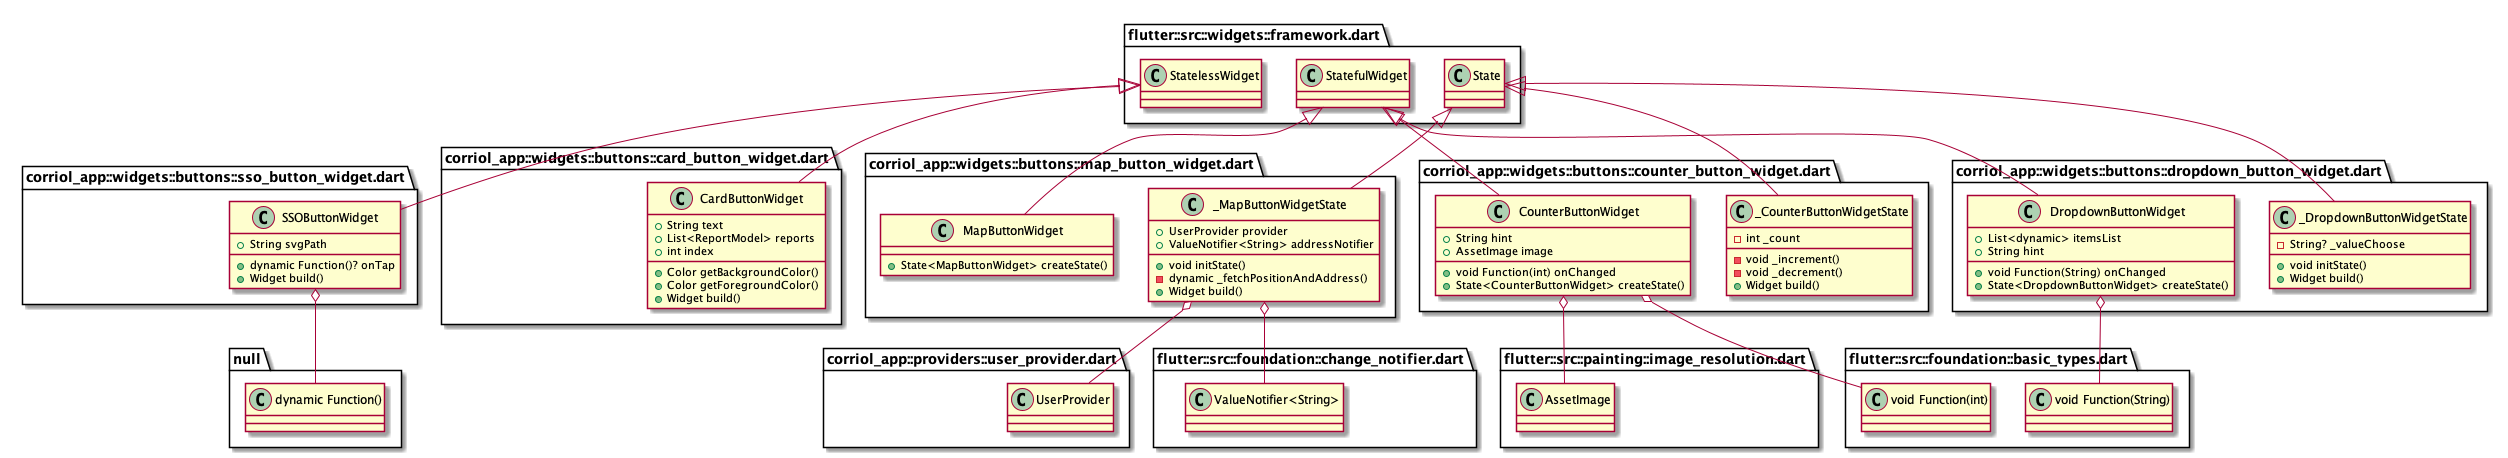 flutter::src::widgets::framework.dart
C StatelessWidget
C StatefulWidget
C State
corriol_app::widgets::buttons::sso_button_widget.dart
C SSOButtonWidget
String svgPath
dynamic Function()? onTap
Widget build()
corriol_app::widgets::buttons::card_button_widget.dart
C CardButtonWidget
String text
List<ReportModel> reports
int index
Color getBackgroundColor()
Color getForegroundColor()
Widget build()
corriol_app::widgets::buttons::map_button_widget.dart
C MapButtonWidget
State<MapButtonWidget> createState()
C _MapButtonWidgetState
UserProvider provider
ValueNotifier<String> addressNotifier
void initState()
dynamic _fetchPositionAndAddress()
Widget build()
corriol_app::widgets::buttons::counter_button_widget.dart
C CounterButtonWidget
String hint
AssetImage image
void Function(int) onChanged
State<CounterButtonWidget> createState()
C _CounterButtonWidgetState
int _count
void _increment()
void _decrement()
Widget build()
corriol_app::widgets::buttons::dropdown_button_widget.dart
C DropdownButtonWidget
List<dynamic> itemsList
String hint
void Function(String) onChanged
State<DropdownButtonWidget> createState()
C _DropdownButtonWidgetState
String? _valueChoose
void initState()
Widget build()
null
C dynamic Function()
corriol_app::providers::user_provider.dart
C UserProvider
flutter::src::foundation::change_notifier.dart
C ValueNotifier<String>
flutter::src::painting::image_resolution.dart
C AssetImage
flutter::src::foundation::basic_types.dart
C void Function(int)
C void Function(String)